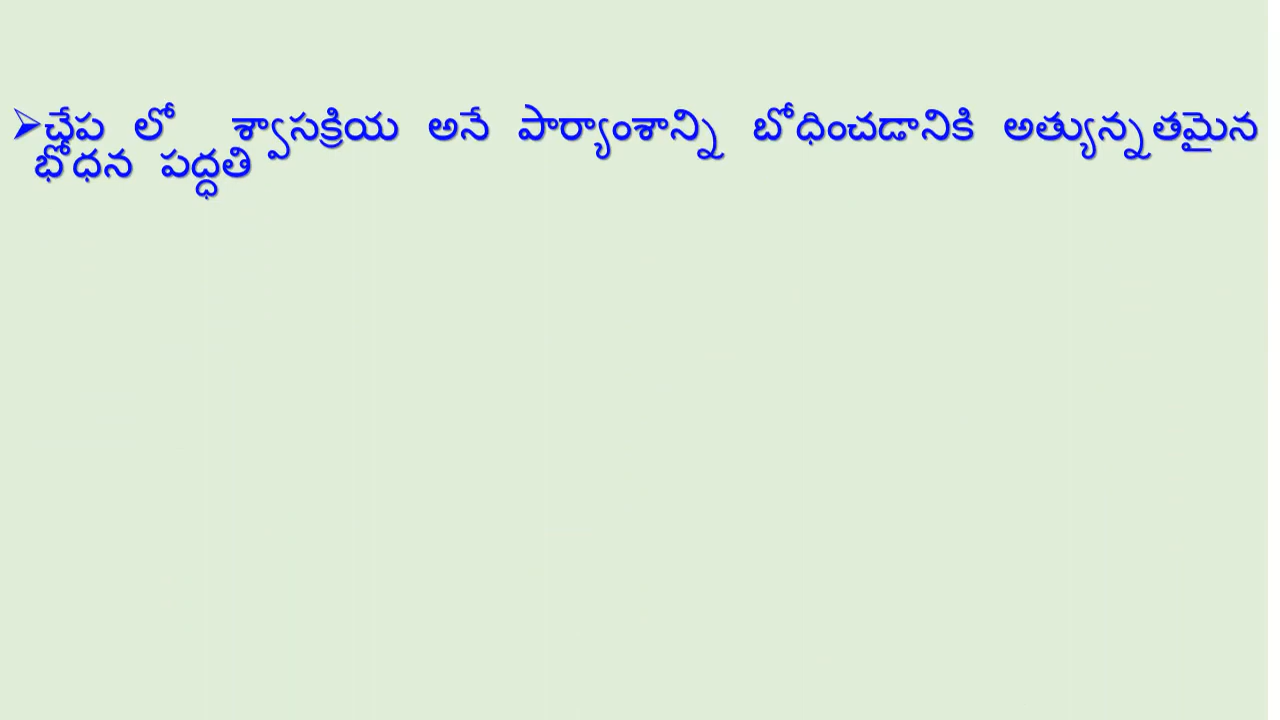 ➢చేప లో శ్వాసక్రియ అనే పార్యాంశాన్ని బోధించడానికి అత్యున్నతమైన
భోధన పద్ధతి